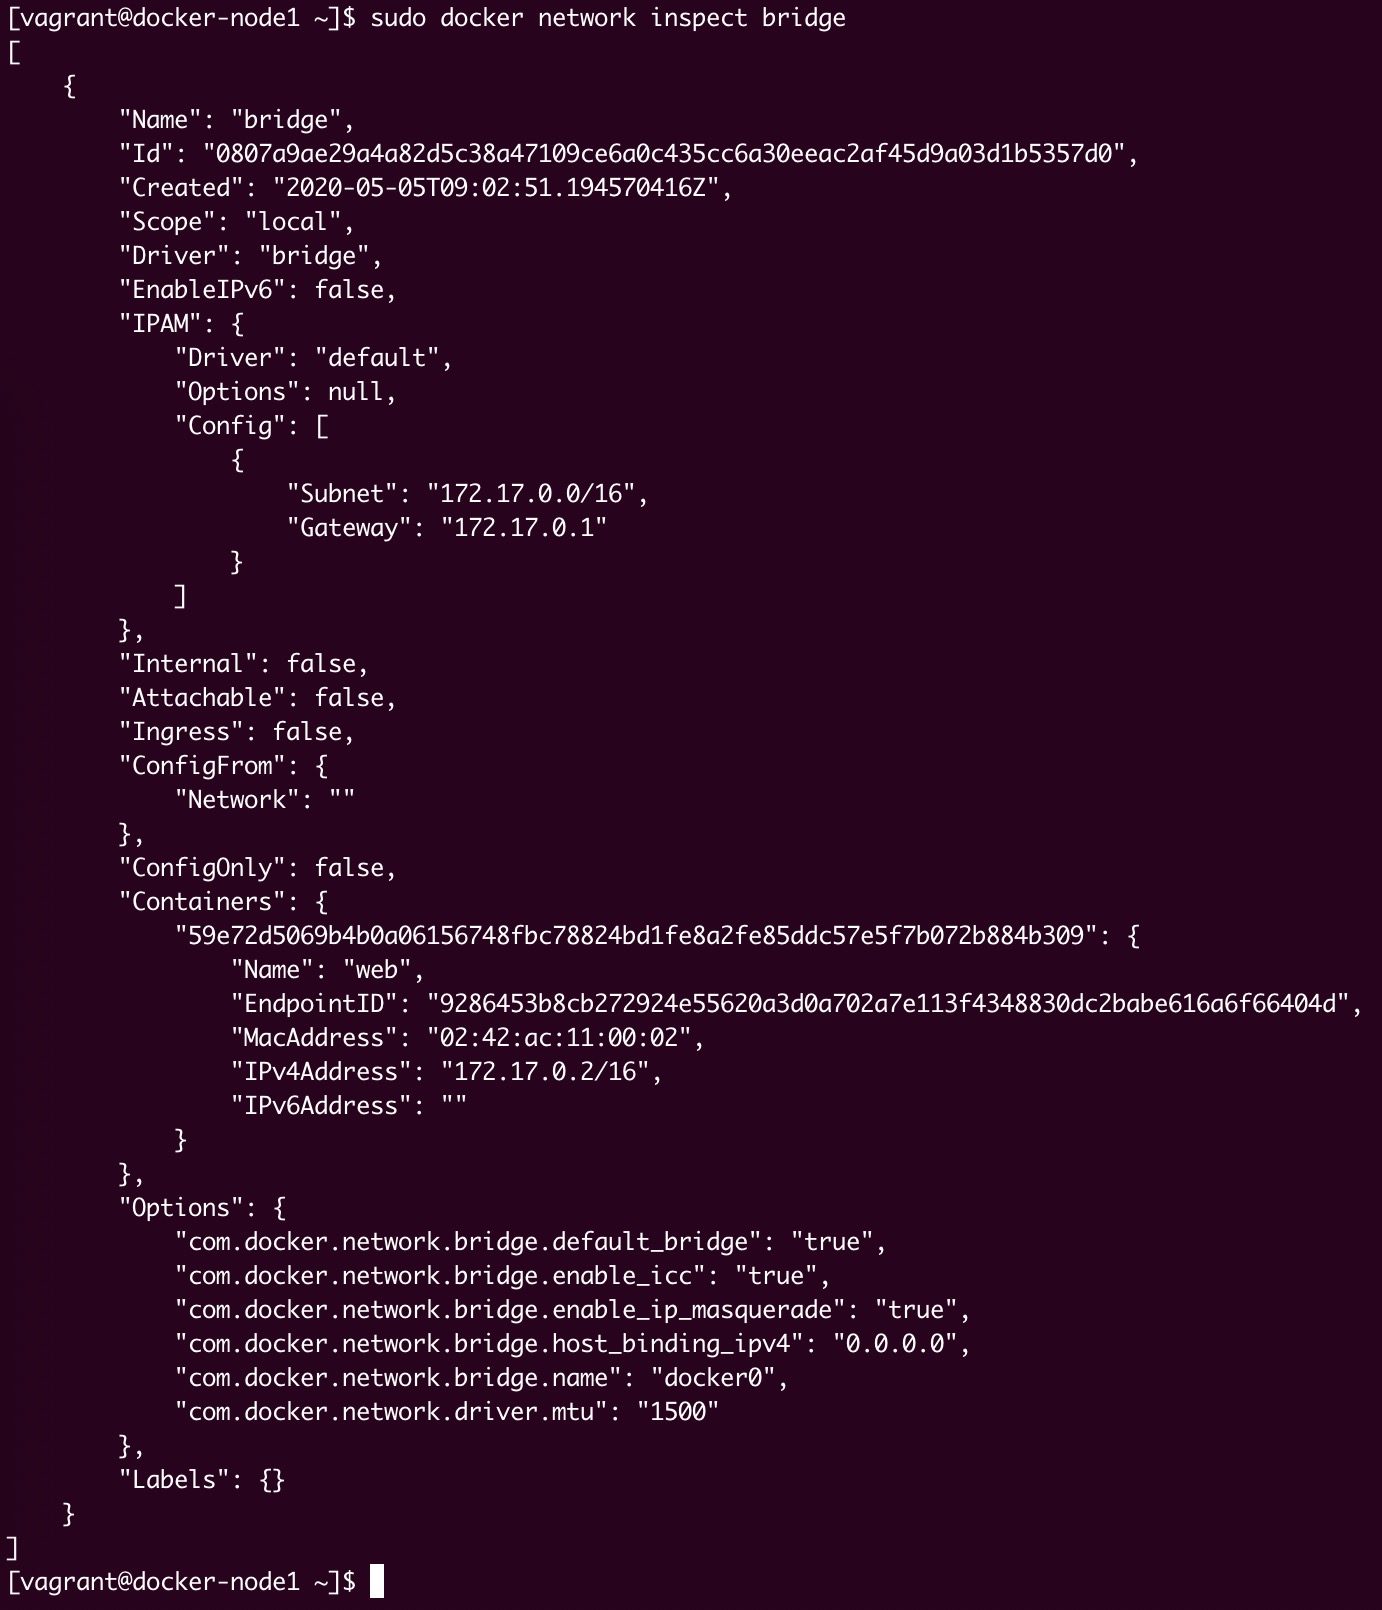 [vagrant@docker-node1 ~]$ sudo docker network inspect bridge
[
    {
        "Name": "bridge",
        "Id": "0807a9ae29a4a82d5c38a47109ce6a0c435cc6a30eeac2af45d9a03d1b5357d0",
        "Created": "2020-05-05T09:02:51.194570416Z",
        "Scope": "local",
        "Driver": "bridge",
        "EnableIPv6": false,
        "IPAM": {
            "Driver": "default",
            "Options": null,
            "Config": [
                {
                    "Subnet": "172.17.0.0/16",
                    "Gateway": "172.17.0.1"
                }
            ]
        },
        "Internal": false,
        "Attachable": false,
        "Ingress": false,
        "ConfigFrom": {
            "Network": ""
        },
        "ConfigOnly": false,
        "Containers": {
            "59e72d5069b4b0a06156748fbc78824bd1fe8a2fe85ddc57e5f7b072b884b309": {
                "Name": "web",
                "EndpointID": "9286453b8cb272924e55620a3d0a702a7e113f4348830dc2babe616a6f66404d",
                "MacAddress": "02:42:ac:11:00:02",
                "IPv4Address": "172.17.0.2/16",
                "IPv6Address": ""
            }
        },
        "Options": {
            "com.docker.network.bridge.default_bridge": "true",
            "com.docker.network.bridge.enable_icc": "true",
            "com.docker.network.bridge.enable_ip_masquerade": "true",
            "com.docker.network.bridge.host_binding_ipv4": "0.0.0.0",
            "com.docker.network.bridge.name": "docker0",
            "com.docker.network.driver.mtu": "1500"
        },
        "Labels": {}
    }
]
[vagrant@docker-node1 ~]$